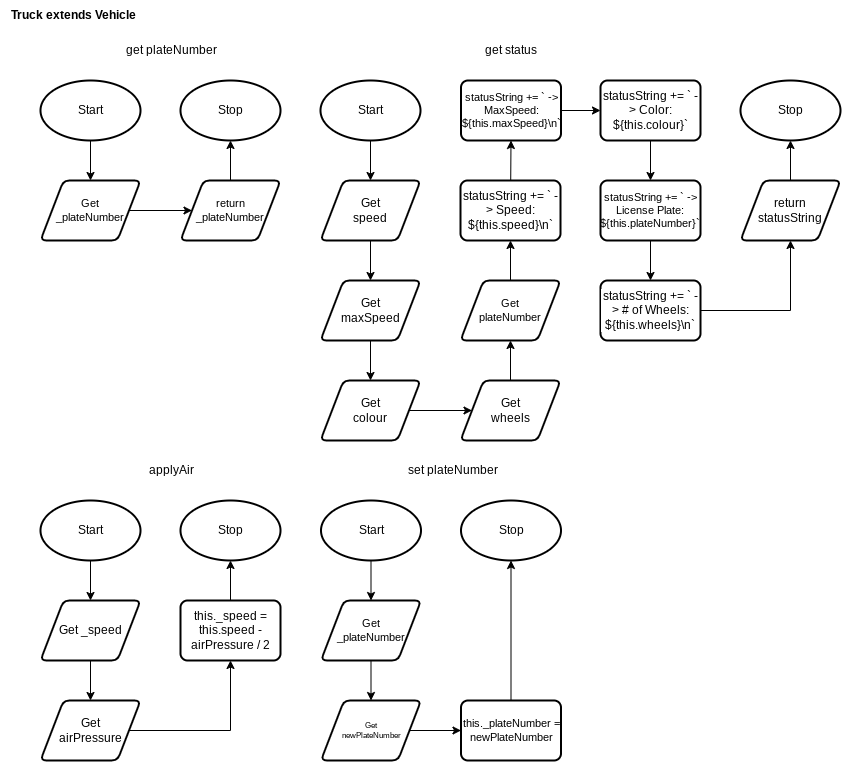 Truck extends Vehicle
get plateNumber
Start
Stop
Get
_plateNumber
return
_plateNumber
get status
Start
Get
speed
Get
maxSpeed
Get
colour
Get
wheels
Get
plateNumber
statusString += ` -
> Speed:
${this.speed}\n`
statusString += ` ->
MaxSpeed:
${this.maxSpeed}\n`
statusString += ` -
> Color:
${this.colour}`
statusString += ` ->
License Plate:
${this.plateNumber}`
statusString += ` -
> # of Wheels:
${this.wheels}\n`
return
statusString
Stop
applyAir
Start
Get _speed
Get
airPressure
this._speed =
this.speed -
airPressure / 2
Stop
set plateNumber
Start
Get
_plateNumber
Get
newPlateNumber
this._plateNumber =
newPlateNumber
Stop